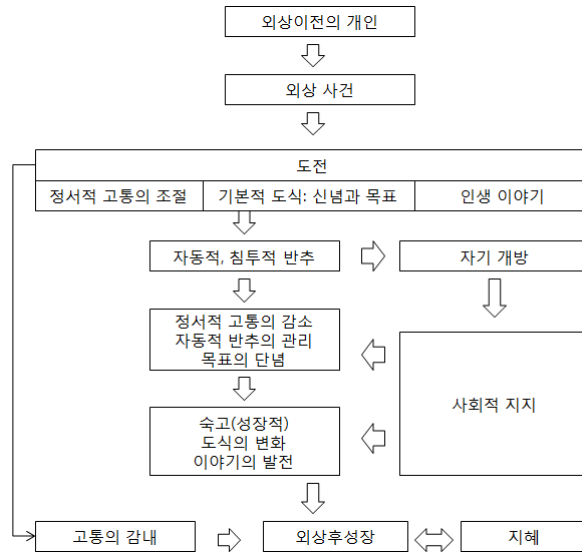 외상이전의 개인
외상 사건
도전
정서적 고통의 조절
기본적 도식: 신념과 목표
인생 이야기
자동적, 침투적 반추
자기 개방
정서적 고통의 감소
자동적 반추의 관리
목표의 단념
사회적 지지
숙고(성장적)
도식의 변화
이야기의 발전
고통의 감내
외상후성장
지혜